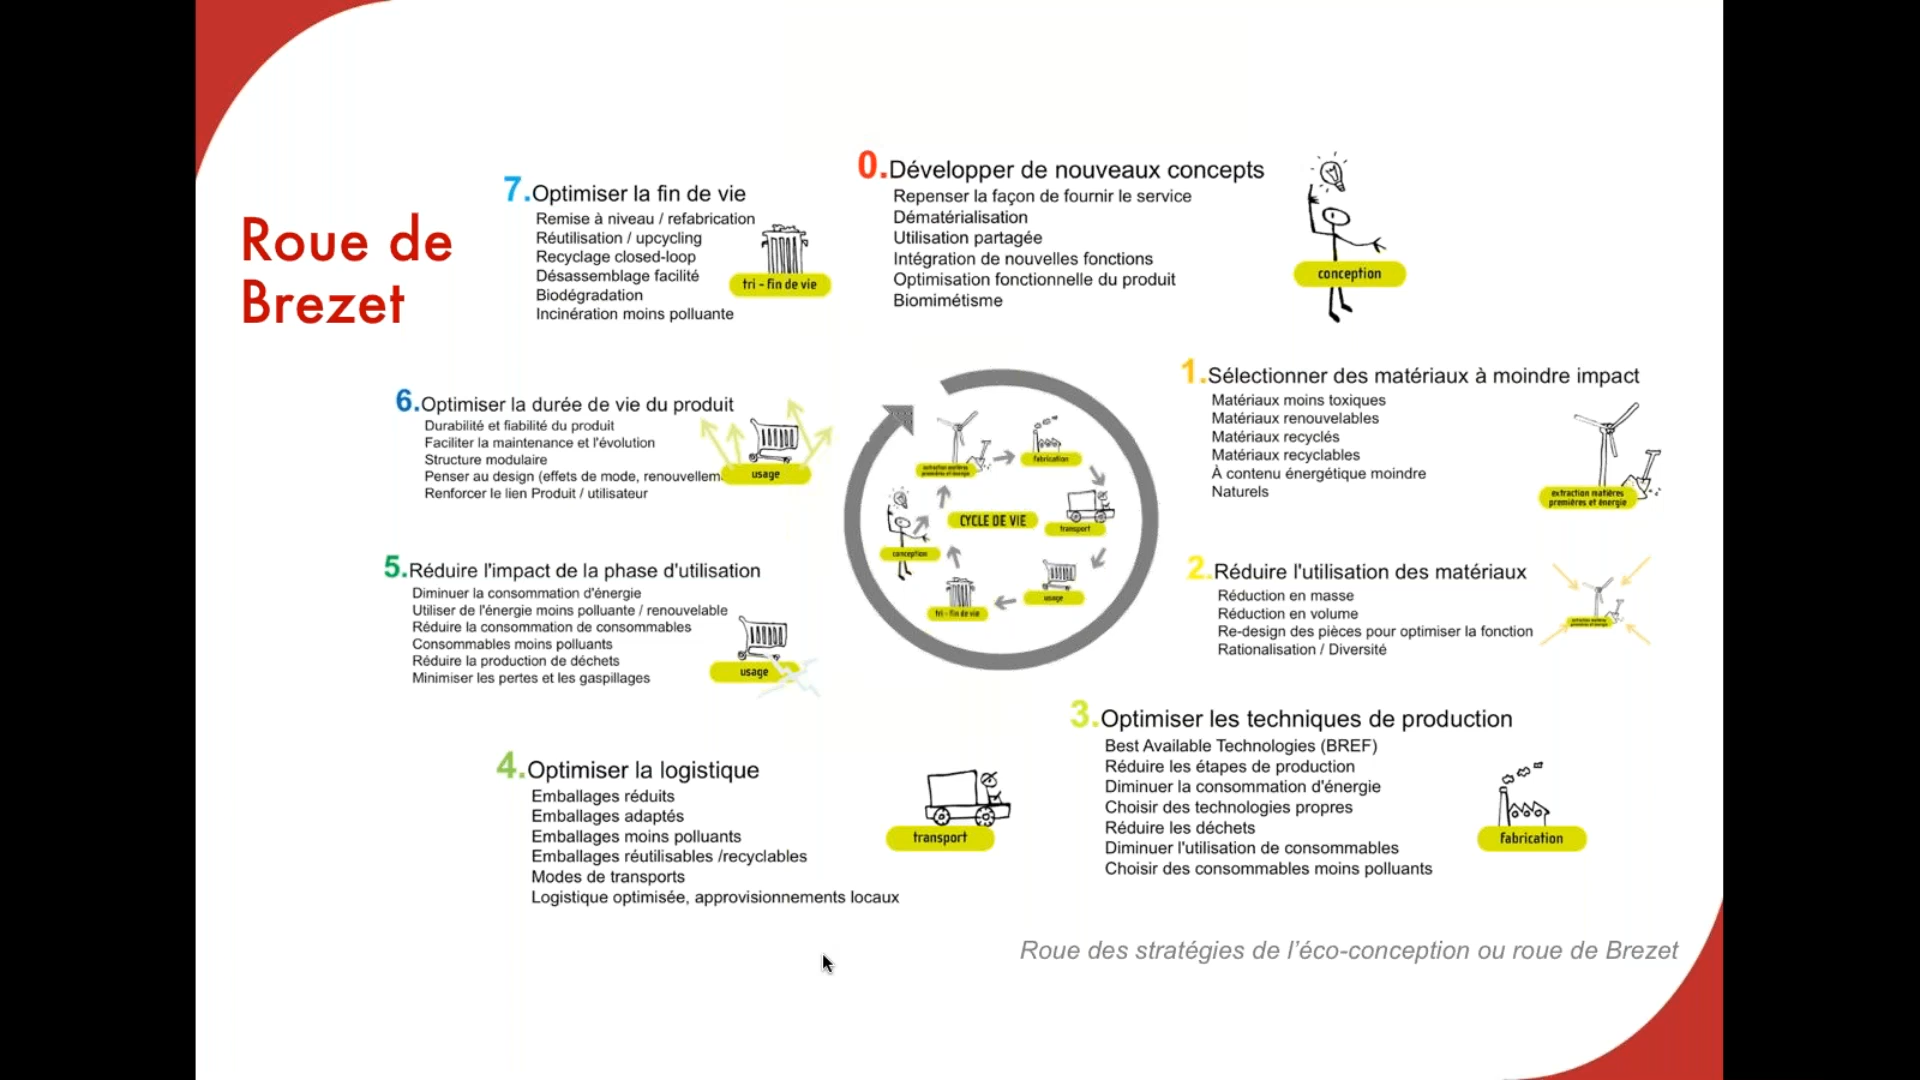 Roue de
Brezet
0.Développer de nouveaux concepts
Repenser la façon de fournir le service
Dématérialisation
Utilisation partagée
Intégration de nouvelles fonctions
Optimisation fonctionnelle du produit
Biomimétisme
conception
1.Sélectionner des matériaux à moindre impact
Matériaux moins toxiques
Matériaux renouvelables
Matériaux recyclés
Matériaux recyclables
À contenu énergétique moindre
Naturels
extraction matières
premières et énergie
2.Réduire l'utilisation des matériaux
Réduction en masse
Réduction en volume
Re-design des pièces pour optimiser la fonction
Rationalisation / Diversité
extraction matières
premières et énergie
3.Optimiser les techniques de production
Best Available Technologies (BREF)
Réduire les étapes de production
Diminuer la consommation d'énergie
Choisir des technologies propres
Réduire les déchets
Diminuer l'utilisation de consommables
Choisir des consommables moins polluants
fabrication
4.Optimiser la logistique
Emballages réduits
Emballages adaptés
Emballages moins polluants
Emballages réutilisables /recyclables
Modes de transports
Logistique optimisée, approvisionnements locaux
transport
5.Réduire l'impact de la phase d'utilisation
Diminuer la consommation d'énergie
Utiliser de l'énergie moins polluante / renouvelable
Réduire la consommation de consommables
Consommables moins polluants
Réduire la production de déchets
Minimiser les pertes et les gaspillages
usage
6.Optimiser la durée de vie du produit
Durabilité et fiabilité du produit
Faciliter la maintenance et l'évolution
Structure modulaire
Penser au design (effets de mode, renouvellem
Renforcer le lien Produit / utilisateur
usage
7.Optimiser la fin de vie
Remise à niveau / refabrication
Réutilisation / upcycling
Recyclage closed-loop
Désassemblage facilité
Biodégradation
Incinération moins polluante
tri - fin de vie
CYCLE DE VIE
extraction matières
premières et énergie
fabrication
transport
usage
tri - fin de vie
conception
Roue des stratégies de l’éco-conception ou roue de Brezet